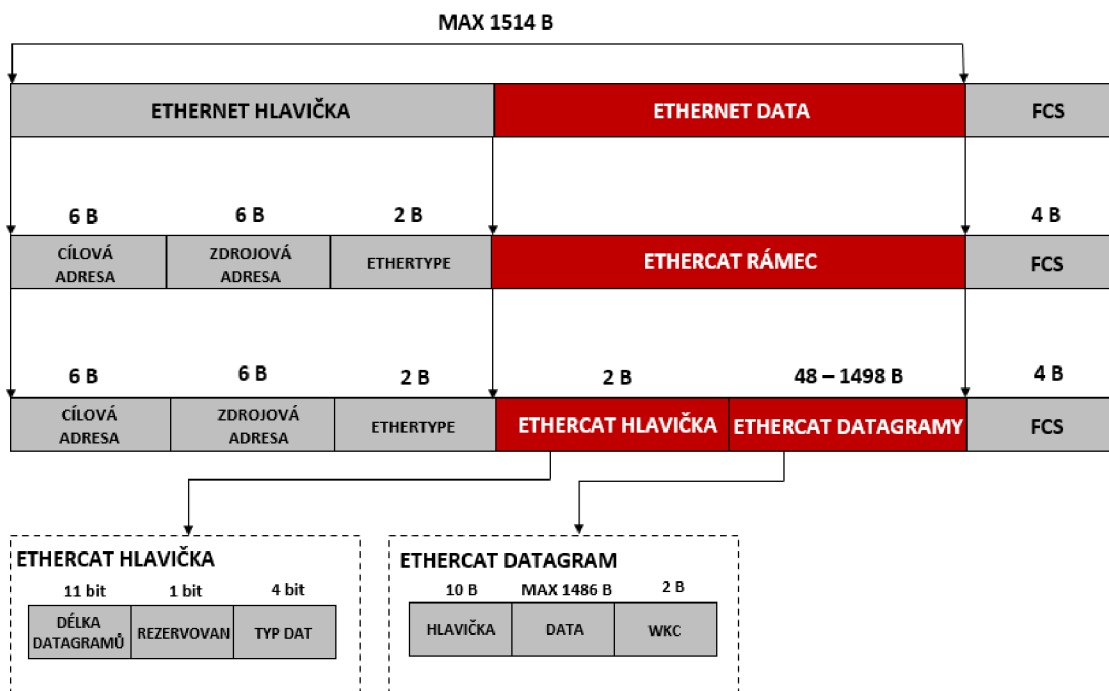 MAX 1514 B
ETHERNET HLAVIČKA
ETHERNET DATA
FCS
6 B
6 B
2 B
4 B
CÍLOVÁ
ADRESA
ZDROJOVÁ
ADRESA
ETHERTYPE
ETHERCAT RÁMEC
FCS
6 B
6 B
2 B
2 B
48 – 1498 B
4 B
CÍLOVÁ
ADRESA
ZDROJOVÁ
ADRESA
ETHERTYPE
ETHERCAT HLAVIČKA
ETHERCAT DATAGRAMY
FCS
ETHERCAT HLAVIČKA
11 bit
1 bit
4 bit
DÉLKA
DATAGRAMŮ
REZERVOVAN
TYP DAT
ETHERCAT DATAGRAM
10 B
MAX 1486 B
2 B
HLAVIČKA
DATA
WKC